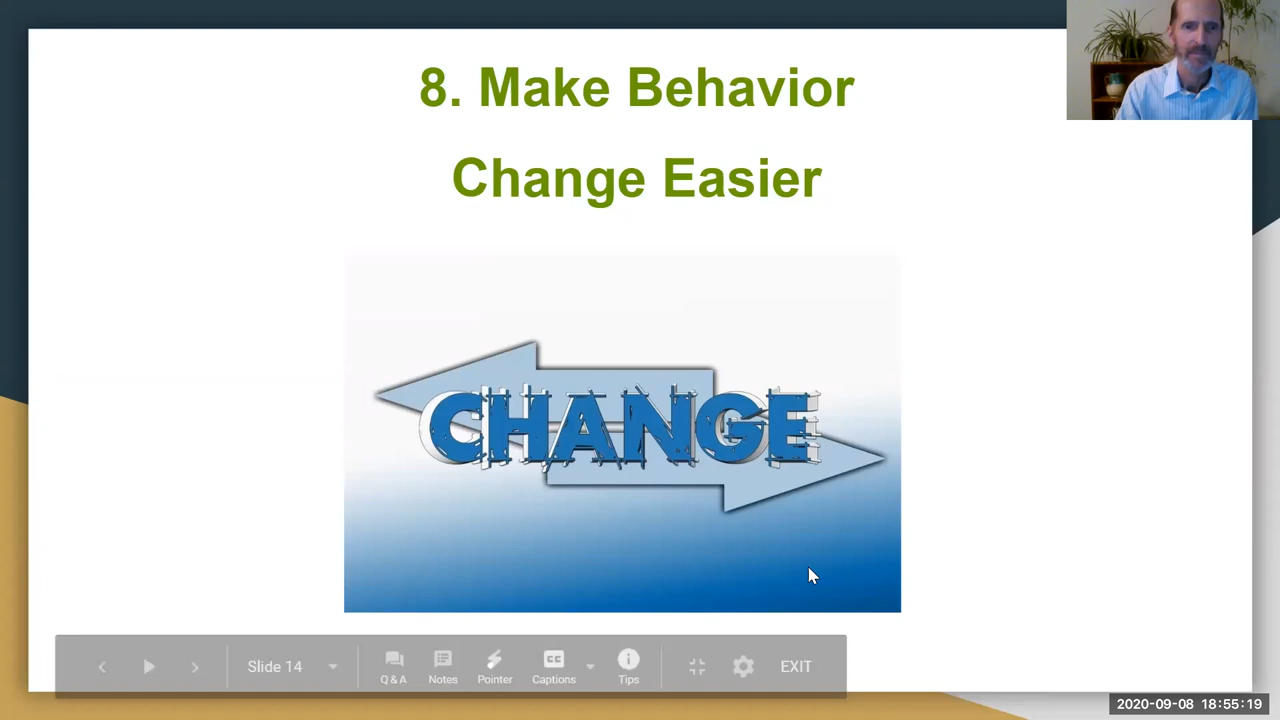 8. Make Behavior
Change Easier
CHANGE
Slide 14
Q & A
Notes
Pointer
CC
Captions
Tips
EXIT
2020-09-08 18:55:19